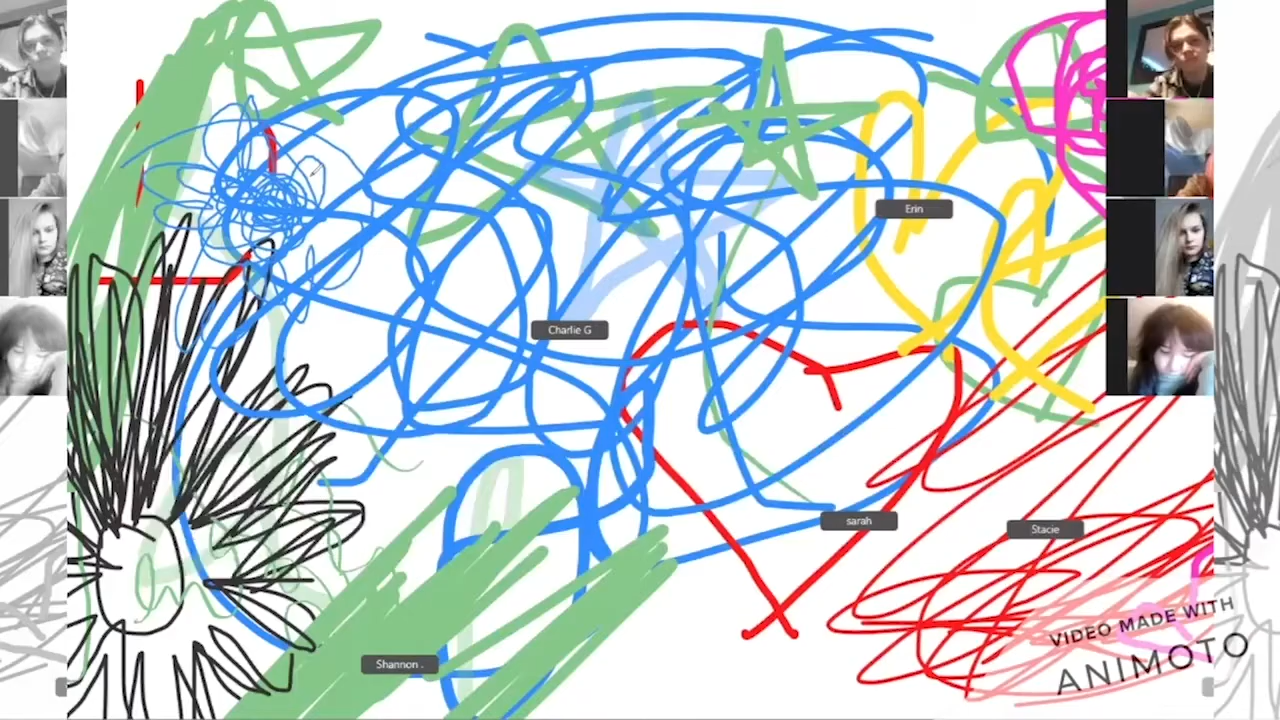 Erin
Charlie G
sarah
Stacie
VIDEO MADE WITH
ANIMOTO
Shannon .